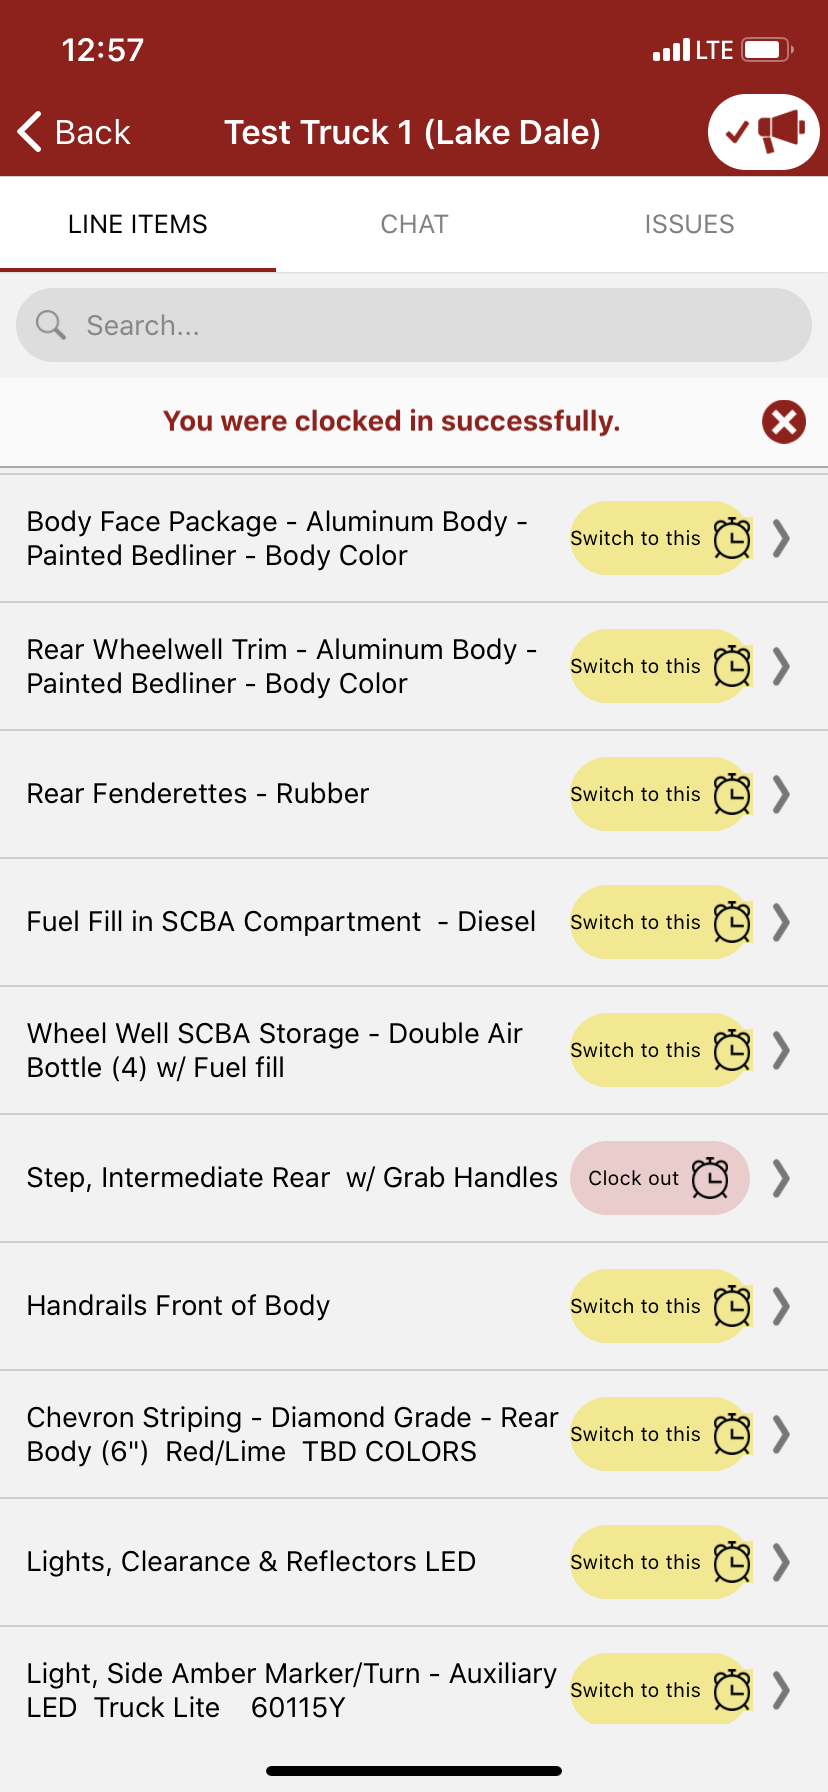 12:57
LTE
Back
Test Truck 1 (Lake Dale)
LINE ITEMS
CHAT
ISSUES
Search...
You were clocked in successfully.
Body Face Package - Aluminum Body -
Painted Bedliner - Body Color
Switch to this
Rear Wheelwell Trim - Aluminum Body -
Painted Bedliner - Body Color
Switch to this
Rear Fenderettes - Rubber
Switch to this
Fuel Fill in SCBA Compartment  - Diesel
Switch to this
Wheel Well SCBA Storage - Double Air
Bottle (4) w/ Fuel fill
Switch to this
Step, Intermediate Rear  w/ Grab Handles
Clock out
Handrails Front of Body
Switch to this
Chevron Striping - Diamond Grade - Rear
Body (6")  Red/Lime  TBD COLORS
Switch to this
Lights, Clearance & Reflectors LED
Switch to this
Light, Side Amber Marker/Turn - Auxiliary
LED  Truck Lite    60115Y
Switch to this